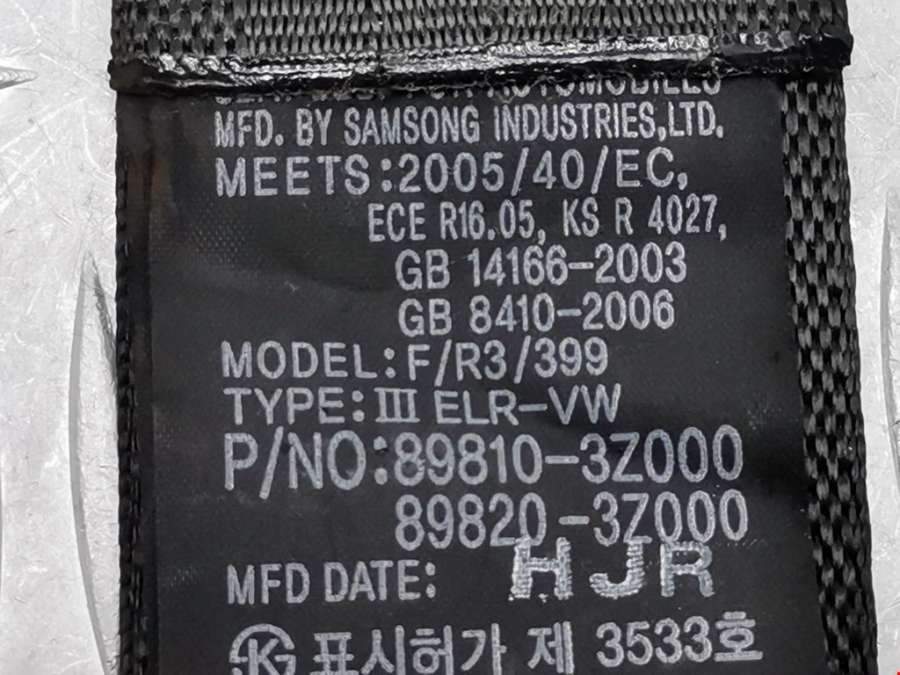 MFD. BY SAMSONG INDUSTRIES,LTD.
MEETS:2005/40/EC,
ECE R16.05, KS R 4027,
GB 14166-2003
GB 8410-2006
MODEL:F/R3/399
TYPE:Ⅲ ELR-VW
P/NO:89810-3Z000
89820-3Z000
MFD DATE: HJR
표시허가 제 3533호